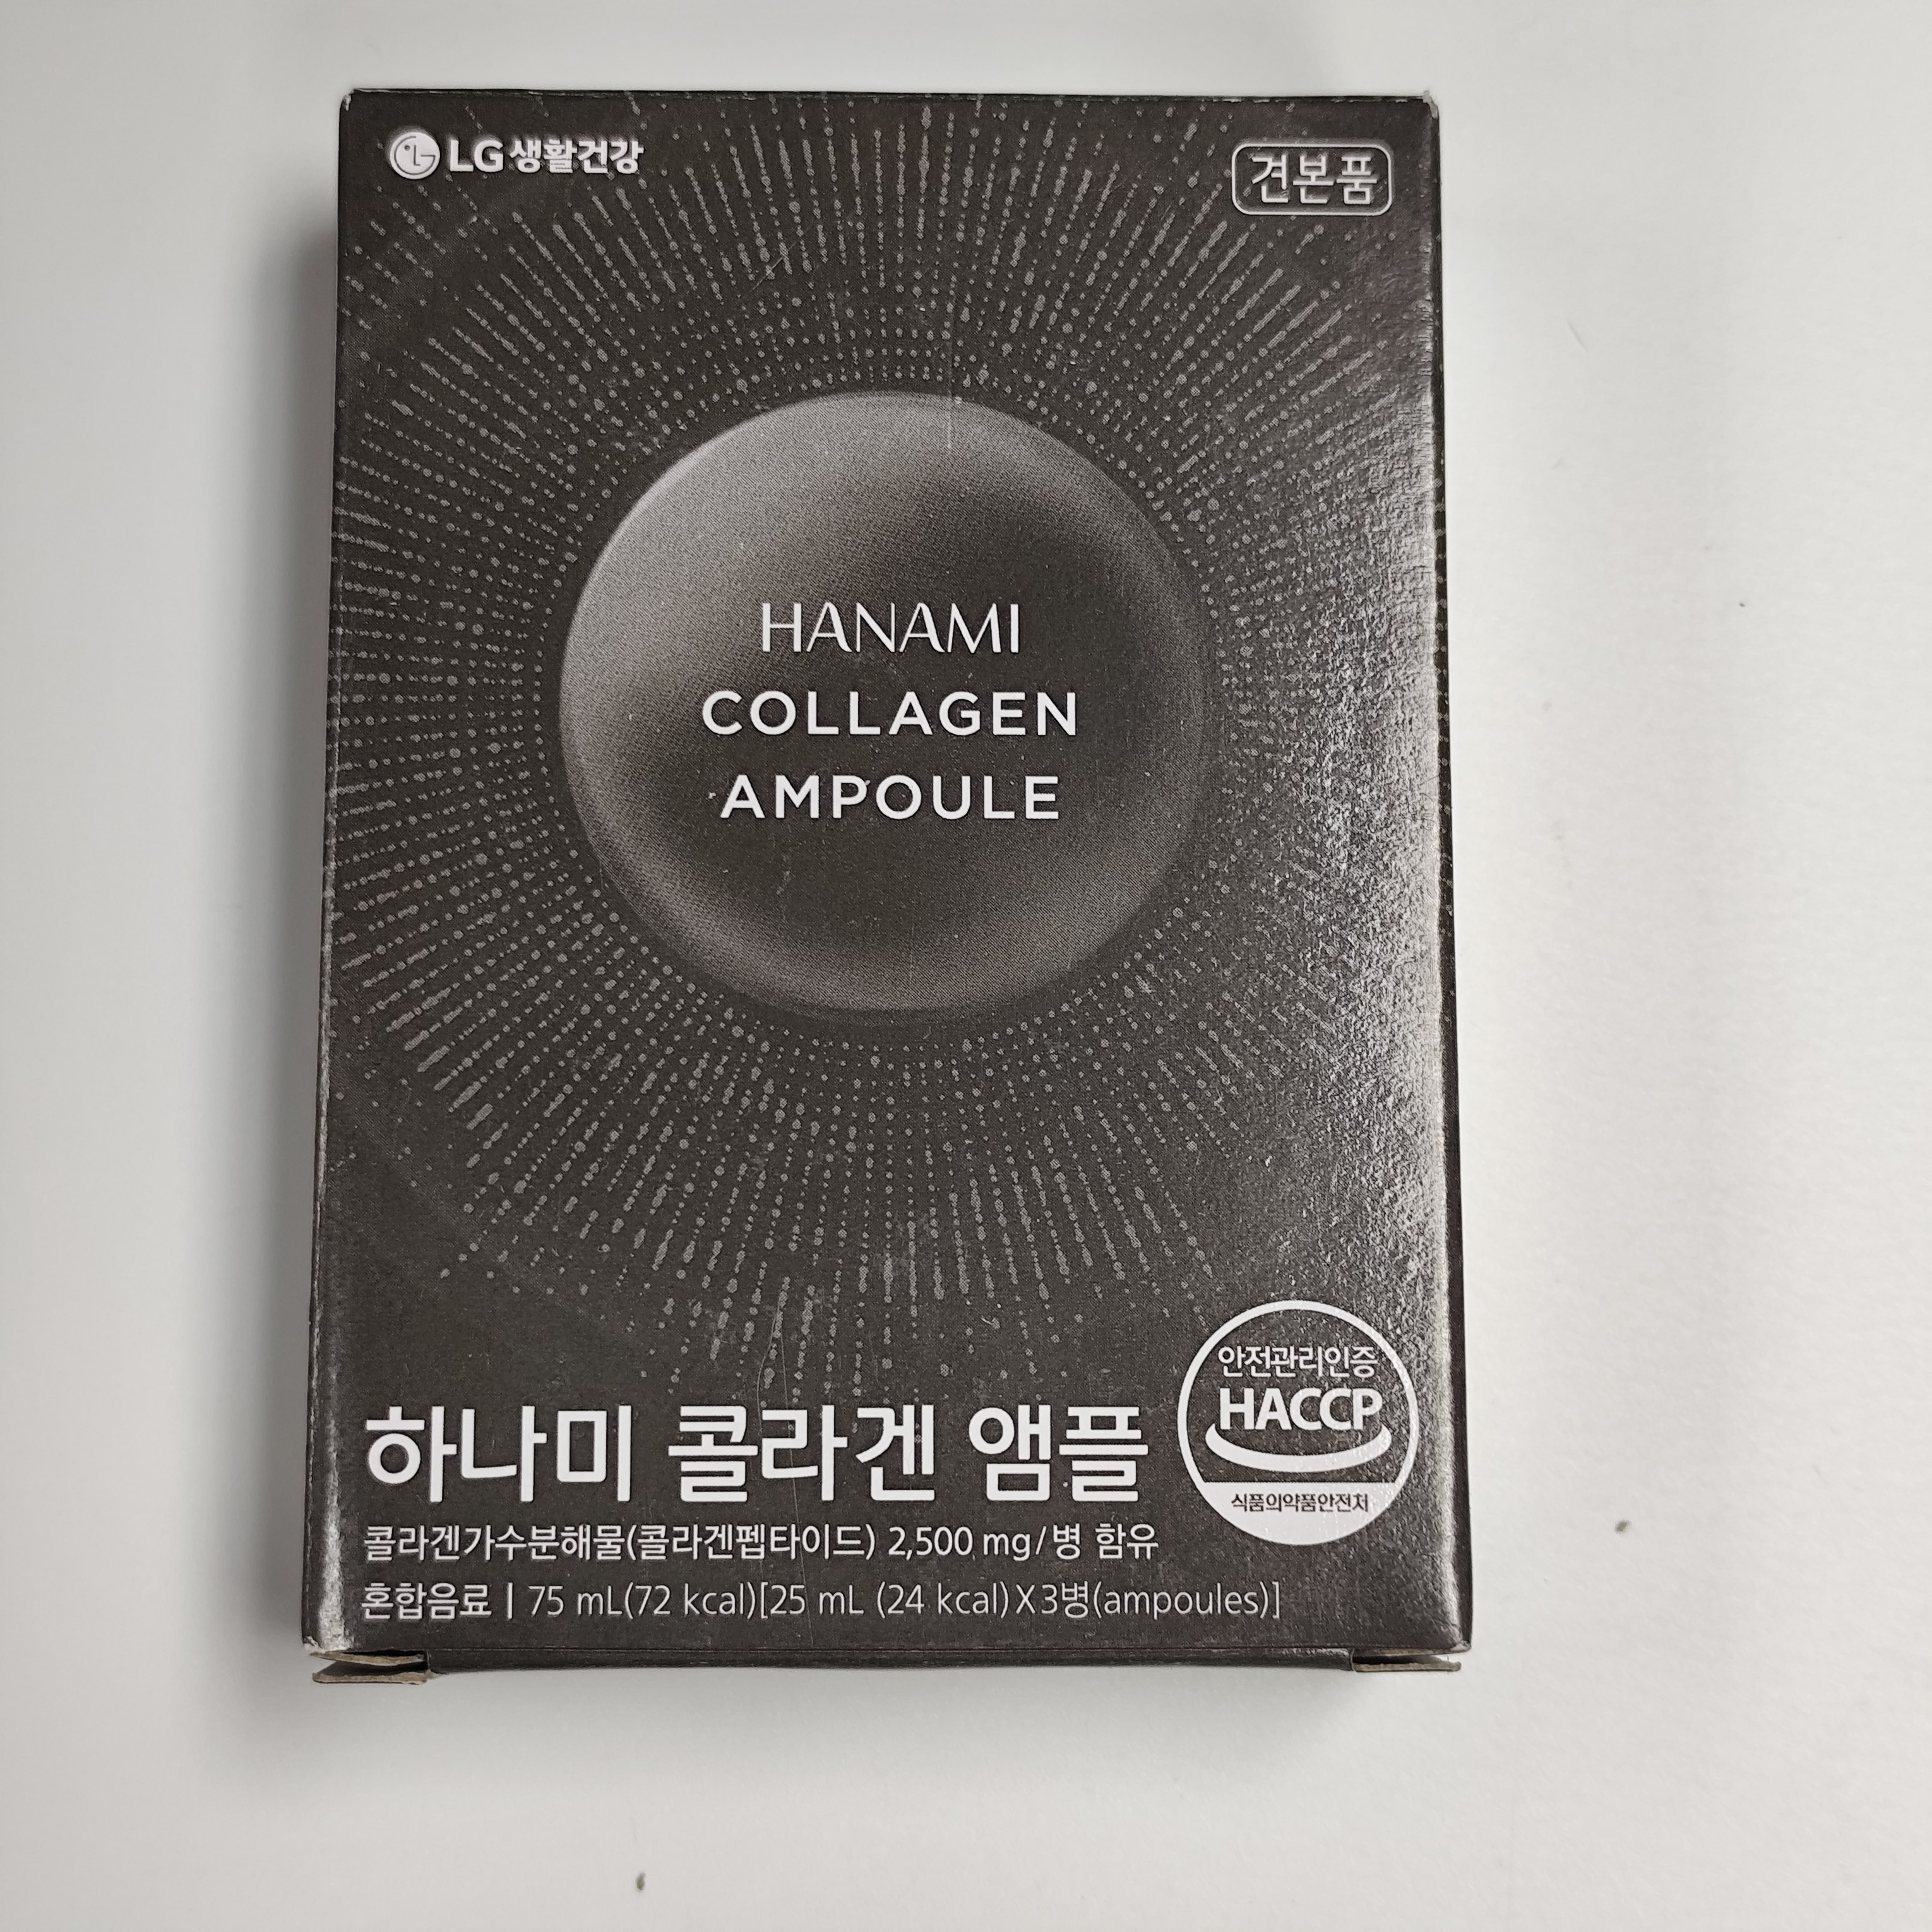 LG생활건강
견본품
HANAMI
COLLAGEN
AMPOULE
안전관리인증
HACCP
식품의약품안전처
하나미 콜라겐 앰플
콜라겐가수분해물(콜라겐펩타이드) 2,500 mg/병 함유
혼합음료 | 75 mL(72 kcal)[25 mL (24 kcal)X3병(ampoules)]